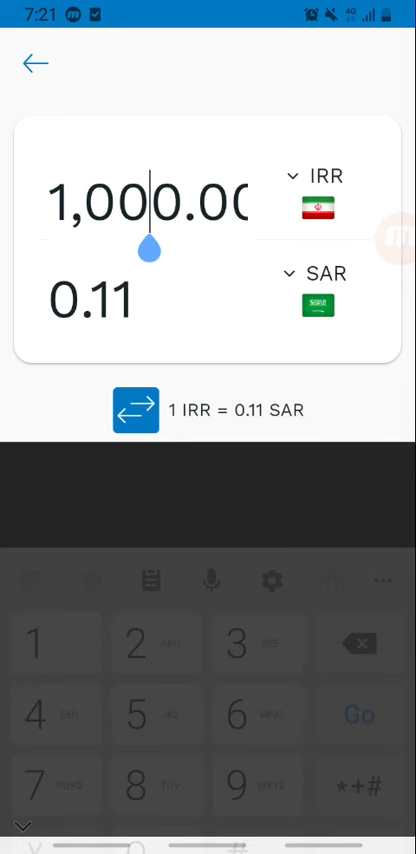 7:21
4G
1,000.00
IRR
0.11
SAR
1 IRR = 0.11 SAR
1
2 ABC
3 DEF
4 GHI
5 JKL
6 MNO
Go
7 PQRS
8 TUV
9 WXYZ
*+#